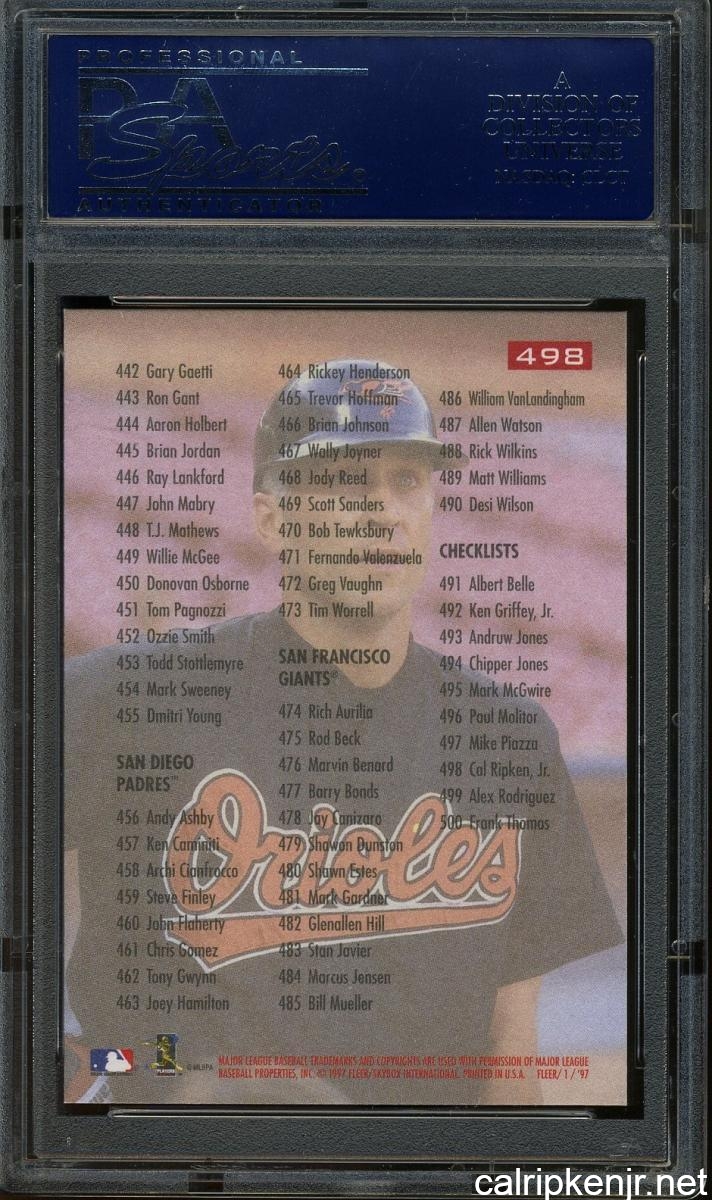 PROFESSIONAL
PSA
Sports®
AUTHENTICATOR
A
DIVISION OF
COLLECTORS
UNIVERSE
NASDAQ: CLCT
498
442 Gary Gaetti
443 Ron Gant
444 Aaron Holbert
445 Brian Jordan
446 Ray Lankford
447 John Mabry
448 T.J. Mathews
449 Willie McGee
450 Donovan Osborne
451 Tom Pagnozzi
452 Ozzie Smith
453 Todd Stottlemyre
454 Mark Sweeney
455 Dmitri Young
SAN DIEGO
PADRES™
456 Andy Ashby
457 Ken Caminiti
458 Archi Cianfrocco
459 Steve Finley
460 John Flaherty
461 Chris Gomez
462 Tony Gwynn
463 Joey Hamilton
464 Rickey Henderson
465 Trevor Hoffman
466 Brian Johnson
467 Wally Joyner
468 Jody Reed
469 Scott Sanders
470 Bob Tewksbury
471 Fernando Valenzuela
472 Greg Vaughn
473 Tim Worrell
SAN FRANCISCO
GIANTS®
474 Rich Aurilia
475 Rod Beck
476 Marvin Benard
477 Barry Bonds
478 Jay Canizaro
479 Shawon Dunston
480 Shawn Estes
481 Mark Gardner
482 Glenallen Hill
483 Stan Javier
484 Marcus Jensen
485 Bill Mueller
486 William VanLandingham
487 Allen Watson
488 Rick Wilkins
489 Matt Williams
490 Desi Wilson
CHECKLISTS
491 Albert Belle
492 Ken Griffey, Jr.
493 Andruw Jones
494 Chipper Jones
495 Mark McGwire
496 Paul Molitor
497 Mike Piazza
498 Cal Ripken, Jr.
499 Alex Rodriguez
500 Frank Thomas
Orioles
PLAYERS
© MLBPA
MAJOR LEAGUE BASEBALL TRADEMARKS AND COPYRIGHTS ARE USED WITH PERMISSION OF MAJOR LEAGUE
BASEBALL PROPERTIES, INC. © 1997 FLEER/SKYBOX INTERNATIONAL. PRINTED IN U.S.A. FLEER/ 1 / '97
calripkenjr.net